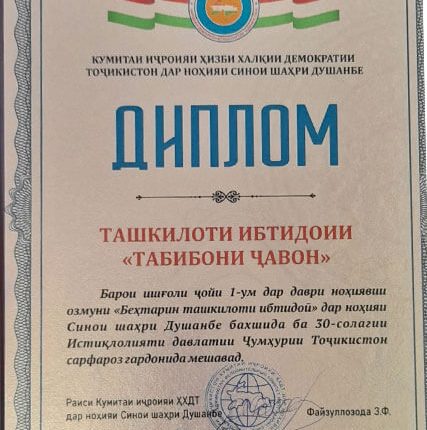 КУМИТАИ ИҶРОИЯИ ҲИЗБИ ХАЛҚИИ ДЕМОКРАТИИ
ТОҶИКИСТОН ДАР НОҲИЯИ СИНОИ ШАҲРИ ДУШАНБЕ
ДИПЛОМ
ТАШКИЛОТИ ИБТИДОИИ
«ТАБИБОНИ ҶАВОН»
Барои ишғоли ҷойи 1-ум дар даври ноҳиявии
озмуни «Беҳтарин ташкилоти ибтидоӣ» дар ноҳияи
Синои шаҳри Душанбе бахшида ба 30-солагии
Истиқлолияти давлатии Ҷумҳурии Тоҷикистон
сарфароз гардонида мешавад.
Раиси Кумитаи иҷроияи ҲХДТ
дар ноҳияи Синои шаҳри Душанбе
Файзуллозода З.Ф.